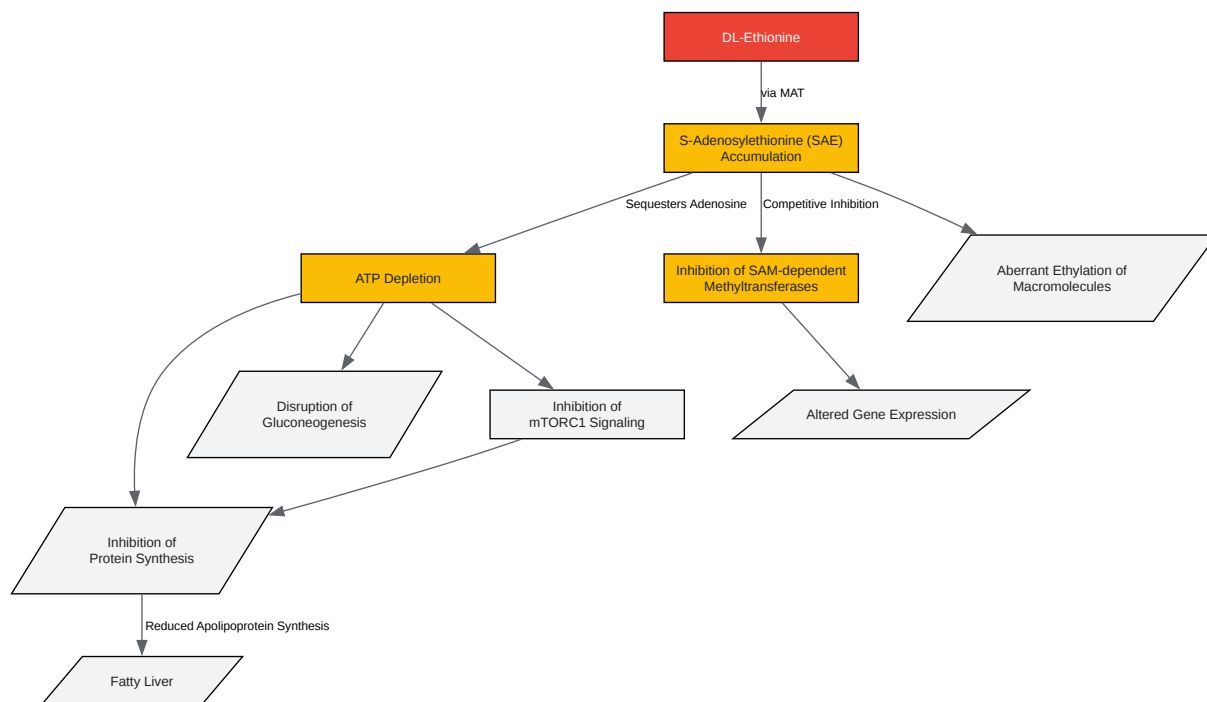 DL-Ethionine
via MAT
S-Adenosylethionine (SAE)
Accumulation
Sequesters Adenosine
Competitive Inhibition
ATP Depletion
Inhibition of SAM-dependent
Methyltransferases
Aberrant Ethylation of
Macromolecules
Disruption of
Gluconeogenesis
Inhibition of
mTORC1 Signaling
Altered Gene Expression
Inhibition of
Protein Synthesis
Reduced Apolipoprotein Synthesis
Fatty Liver